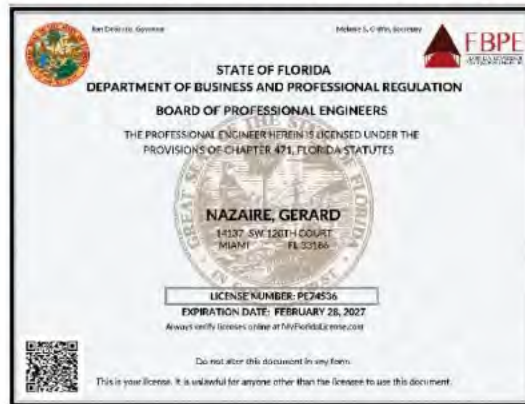 Ron DeSantis, Governor
Melanie S. Griffin, Secretary
FBPE
STATE OF FLORIDA
DEPARTMENT OF BUSINESS AND PROFESSIONAL REGULATION
BOARD OF PROFESSIONAL ENGINEERS
THE PROFESSIONAL ENGINEER HEREIN IS LICENSED UNDER THE
PROVISIONS OF CHAPTER 471, FLORIDA STATUTES
NAZAIRE, GERARD
14137 SW 120TH COURT
MIAMI FL 33186
LICENSE NUMBER: PE74536
EXPIRATION DATE: FEBRUARY 28, 2027
Always verify licenses online at MyFloridaLicense.com
Do not alter this document in any form.
This is your license. It is unlawful for anyone other than the licensee to use this document.